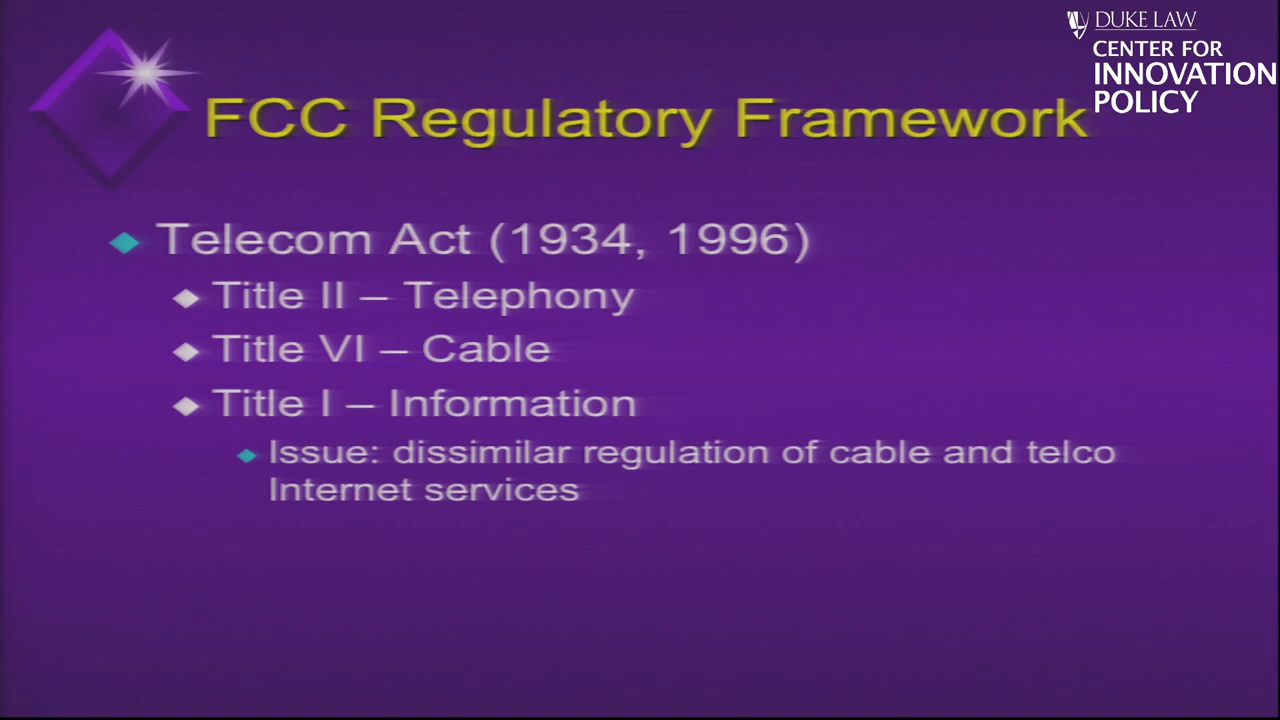 DUKE LAW
CENTER FOR
INNOVATION
POLICY
FCC Regulatory Framework
Telecom Act (1934, 1996)
Title II – Telephony
Title VI – Cable
Title I – Information
Issue: dissimilar regulation of cable and telco
Internet services